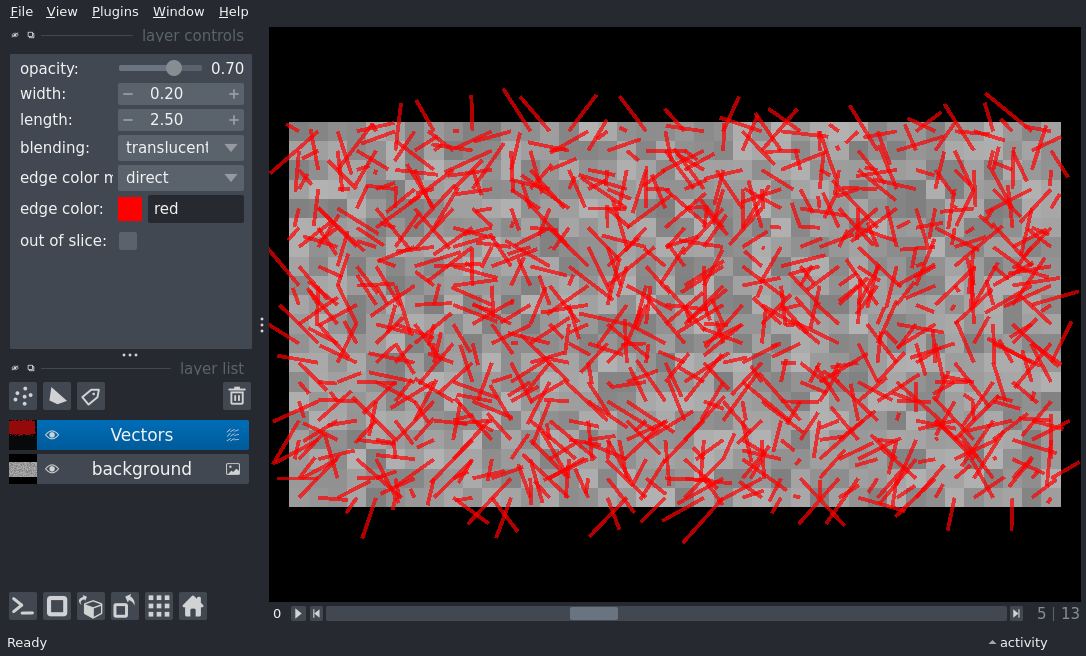 File View Plugins Window Help
layer controls
opacity: 0.70
width: 0.20
length: 2.50
blending: translucent
edge color m direct
edge color: red
out of slice:
layer list
Vectors
background
0 5 13
Ready activity